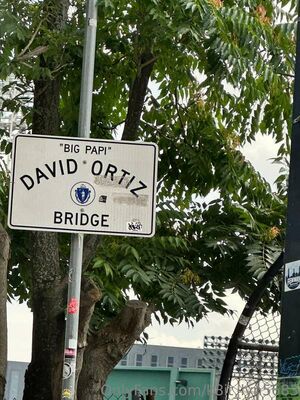 "BIG PAPI"
DAVID ORTIZ
BRIDGE